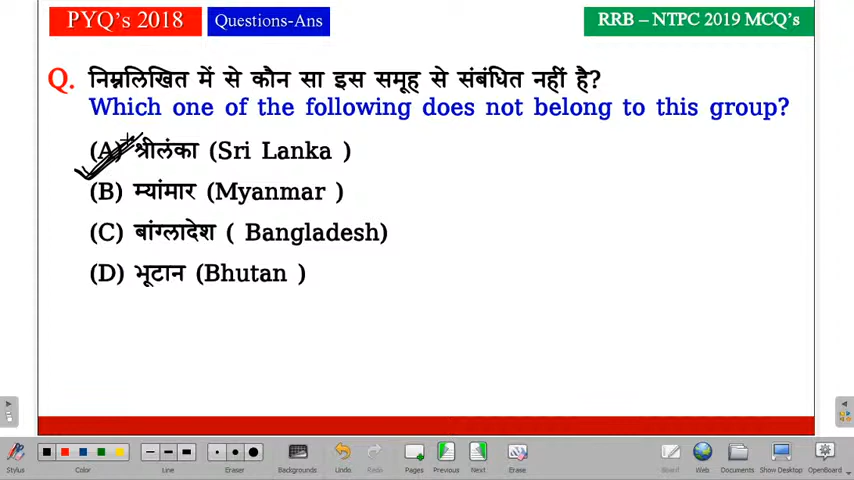 PYQ's 2018
Questions-Ans
RRB – NTPC 2019 MCQ's
Q. निम्नलिखित में से कौन सा इस समूह से संबंधित नहीं है?
Which one of the following does not belong to this group?
(A) श्रीलंका (Sri Lanka )
(B) म्यांमार (Myanmar )
(C) बांग्लादेश ( Bangladesh)
(D) भूटान (Bhutan )
Stylus
Color
Line
Eraser
Backgrounds
Undo
Redo
Pages
Previous
Next
Erase
Board
Web
Documents
Show Desktop
OpenBoard